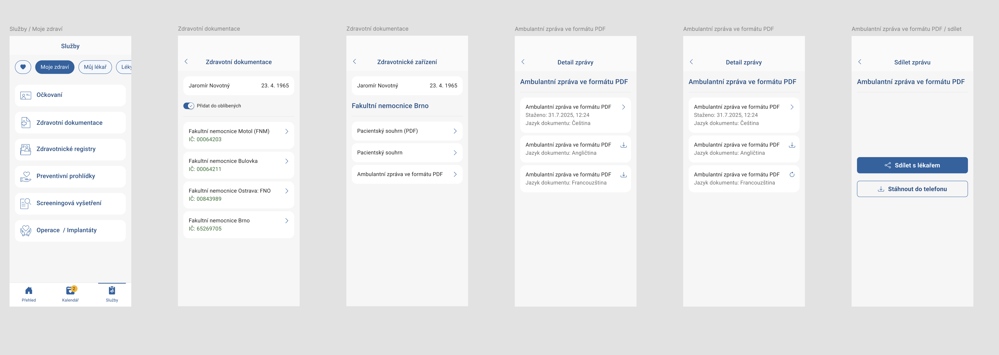 Služby / Moje zdraví
Služby
Moje zdraví
Můj lékař
Léky
Očkovaní
Zdravotní dokumentace
Zdravotnické registry
Preventivní prohlídky
Screeningová vyšetření
Operace / Implantáty
2
Přehled
Kalendář
Služby
Zdravotní dokumentace
Zdravotní dokumentace
Jaromír Novotný 23. 4. 1965
Přidat do oblíbených
Fakultní nemocnice Motol (FNM)
IČ: 00064203
Fakultní nemocnice Bulovka
IČ: 00064211
Fakultní nemocnice Ostrava: FNO
IČ: 00843989
Fakultní nemocnice Brno
IČ: 65269705
Zdravotní dokumentace
Zdravotnické zařízení
Jaromír Novotný 23. 4. 1965
Fakultní nemocnice Brno
Pacientský souhrn (PDF)
Pacientský souhrn
Ambulantní zpráva ve formátu PDF
Ambulantní zpráva ve formátu PDF
Detail zprávy
Ambulantní zpráva ve formátu PDF
Ambulantní zpráva ve formátu PDF
Staženo: 31.7.2025, 12:24
Jazyk dokumentu: Čeština
Ambulantní zpráva ve formátu PDF
Jazyk dokumentu: Angličtina
Ambulantní zpráva ve formátu PDF
Jazyk dokumentu: Francouzština
Ambulantní zpráva ve formátu PDF
Detail zprávy
Ambulantní zpráva ve formátu PDF
Ambulantní zpráva ve formátu PDF
Staženo: 31.7.2025, 12:24
Jazyk dokumentu: Čeština
Ambulantní zpráva ve formátu PDF
Jazyk dokumentu: Angličtina
Ambulantní zpráva ve formátu PDF
Jazyk dokumentu: Francouzština
Ambulantní zpráva ve formátu PDF / sdílet
Sdílet zprávu
Ambulantní zpráva ve formátu PDF
Sdílet s lékařem
Stáhnout do telefonu